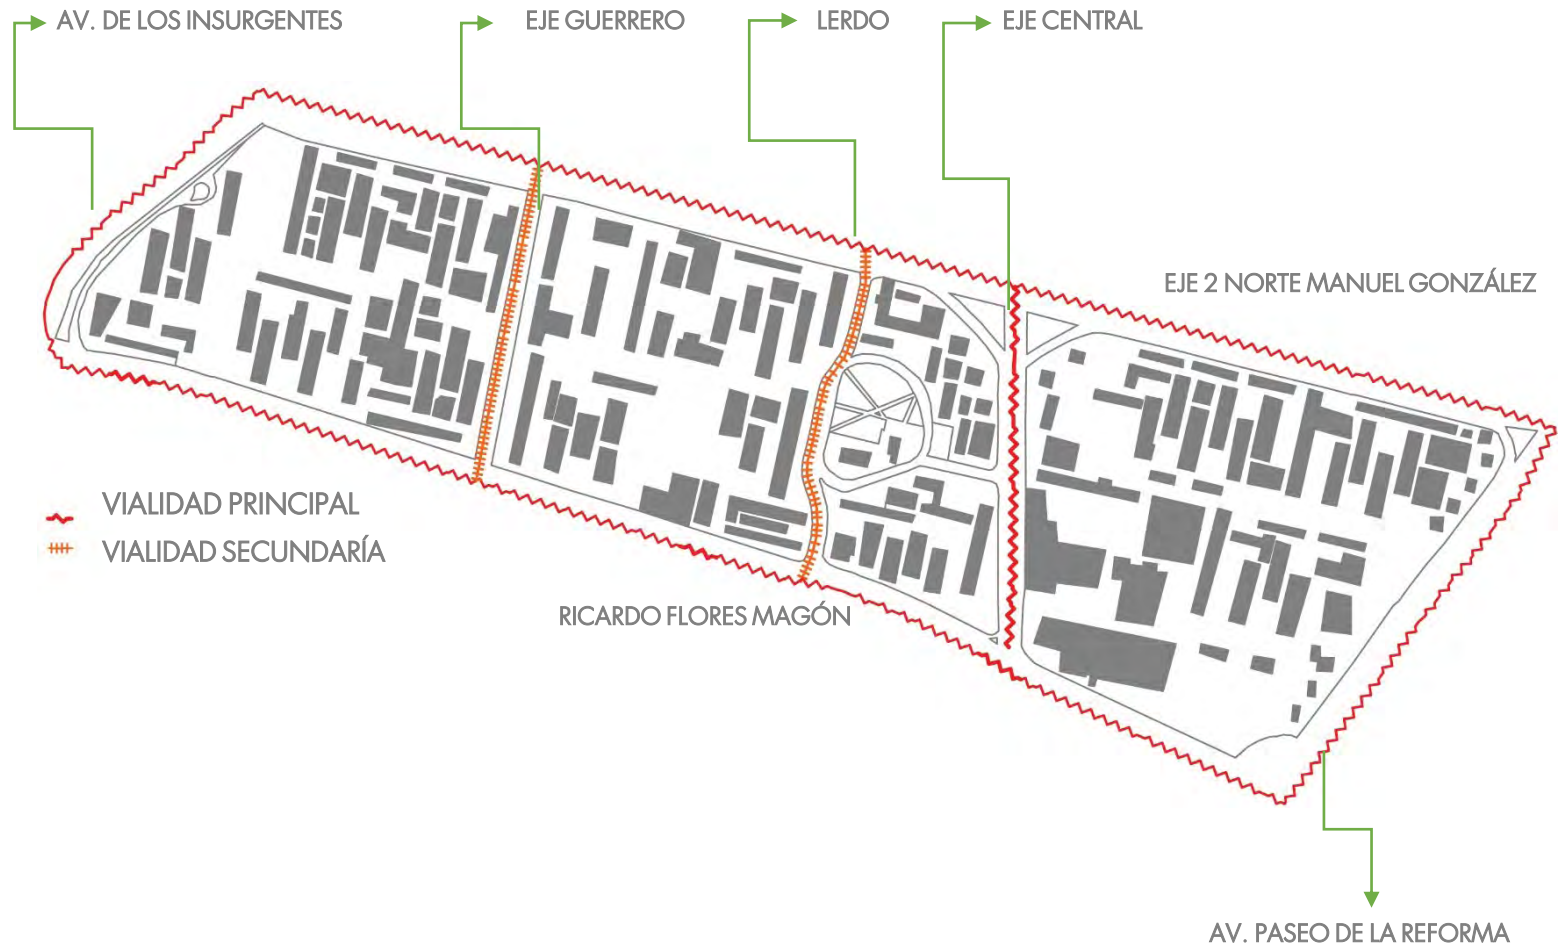 AV. DE LOS INSURGENTES
EJE GUERRERO
LERDO
EJE CENTRAL
EJE 2 NORTE MANUEL GONZÁLEZ
VIALIDAD PRINCIPAL
VIALIDAD SECUNDARÍA
RICARDO FLORES MAGÓN
AV. PASEO DE LA REFORMA